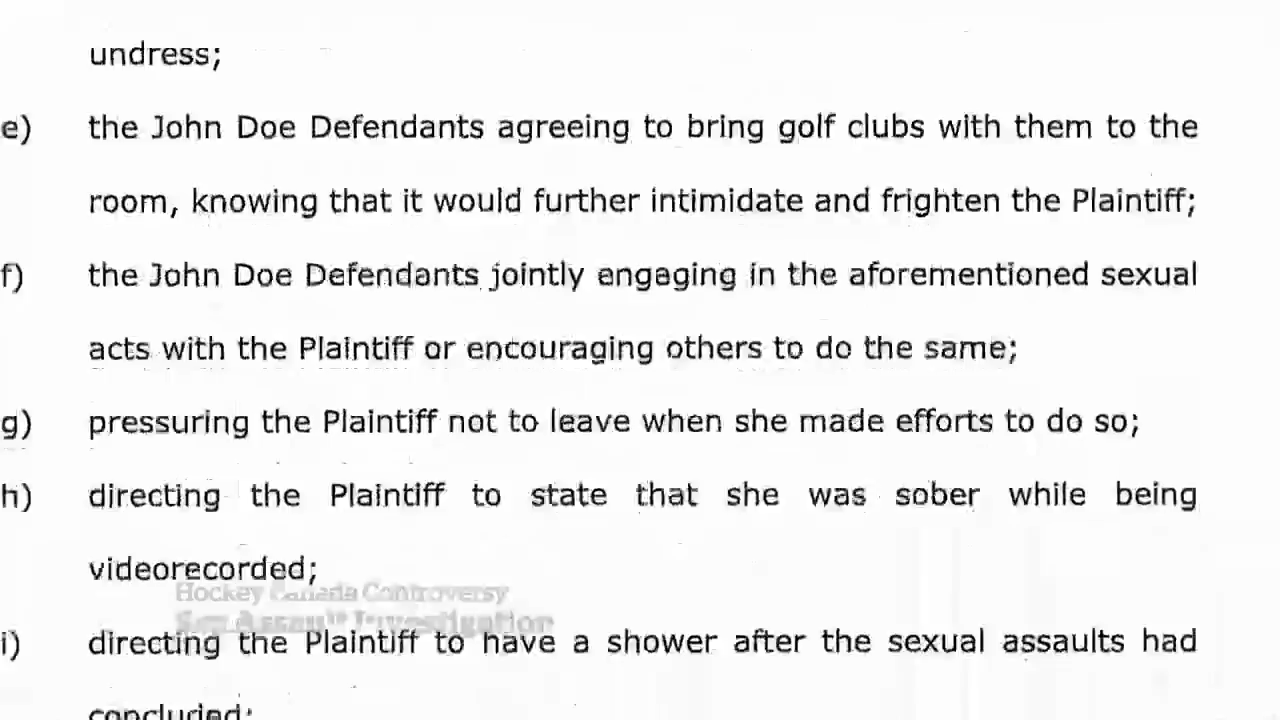 undress;
e) the John Doe Defendants agreeing to bring golf clubs with them to the
room, knowing that it would further intimidate and frighten the Plaintiff;
f) the John Doe Defendants jointly engaging in the aforementioned sexual
acts with the Plaintiff or encouraging others to do the same;
g) pressuring the Plaintiff not to leave when she made efforts to do so;
h) directing the Plaintiff to state that she was sober while being
videorecorded;
Hockey Canada Controversy
Sex Assault Investigation
i) directing the Plaintiff to have a shower after the sexual assaults had
concluded;